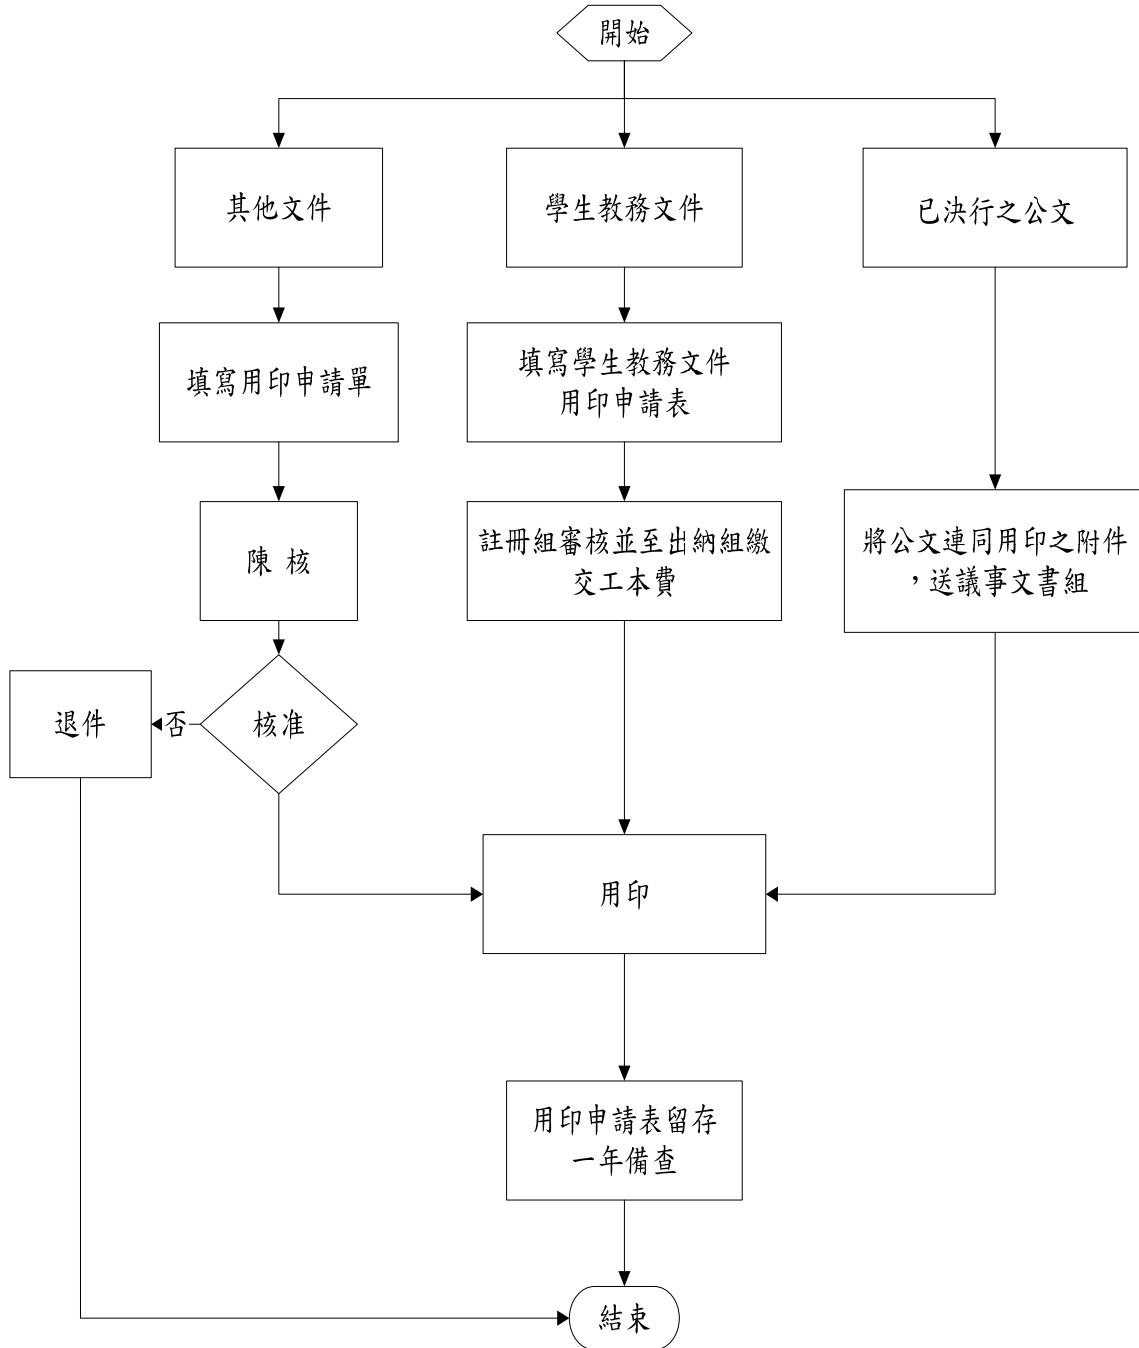 開始
其他文件
學生教務文件
已決行之公文
填寫用印申請單
填寫學生教務文件
用印申請表
陳 核
註冊組審核並至出納組繳
交工本費
將公文連同用印之附件
，送議事文書組
退件
否
核准
用印
用印申請表留存
一年備查
結束